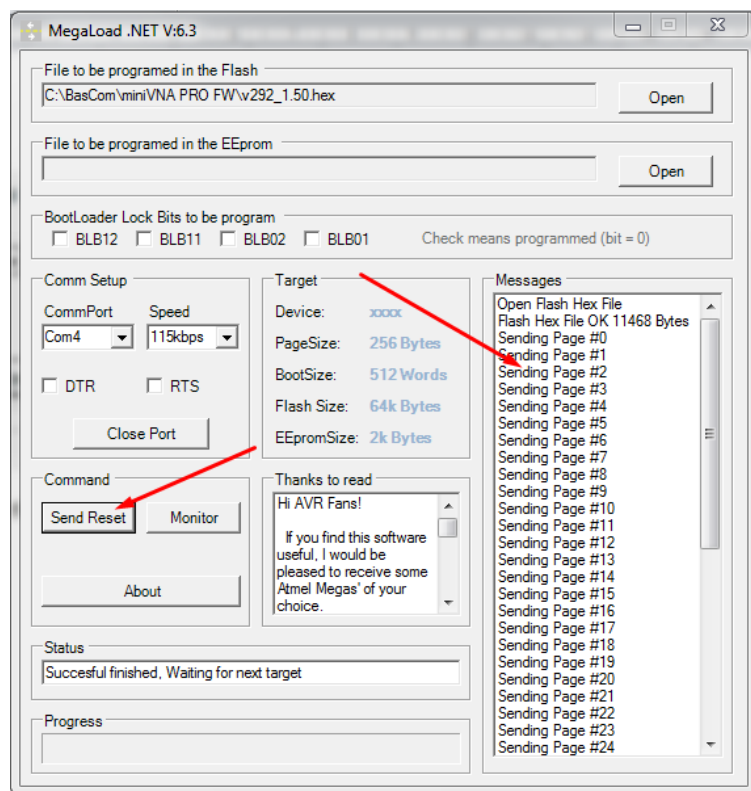 MegaLoad .NET V:6.3
File to be programed in the Flash
C:\BasCom\miniVNA PRO FW\v292_1.50.hex
Open
File to be programed in the EEprom
Open
BootLoader Lock Bits to be program
BLB12 BLB11 BLB02 BLB01 Check means programmed (bit = 0)
Comm Setup
CommPort Speed
Com4 115kbps
DTR RTS
Close Port
Target
Device: xxxx
PageSize: 256 Bytes
BootSize: 512 Words
Flash Size: 64k Bytes
EEpromSize: 2k Bytes
Messages
Open Flash Hex File
Flash Hex File OK 11468 Bytes
Sending Page #0
Sending Page #1
Sending Page #2
Sending Page #3
Sending Page #4
Sending Page #5
Sending Page #6
Sending Page #7
Sending Page #8
Sending Page #9
Sending Page #10
Sending Page #11
Sending Page #12
Sending Page #13
Sending Page #14
Sending Page #15
Sending Page #16
Sending Page #17
Sending Page #18
Sending Page #19
Sending Page #20
Sending Page #21
Sending Page #22
Sending Page #23
Sending Page #24
Command
Send Reset Monitor
About
Thanks to read
Hi AVR Fans!
If you find this software
useful, I would be
pleased to receive some
Atmel Megas' of your
choice.
Status
Succesful finished, Waiting for next target
Progress